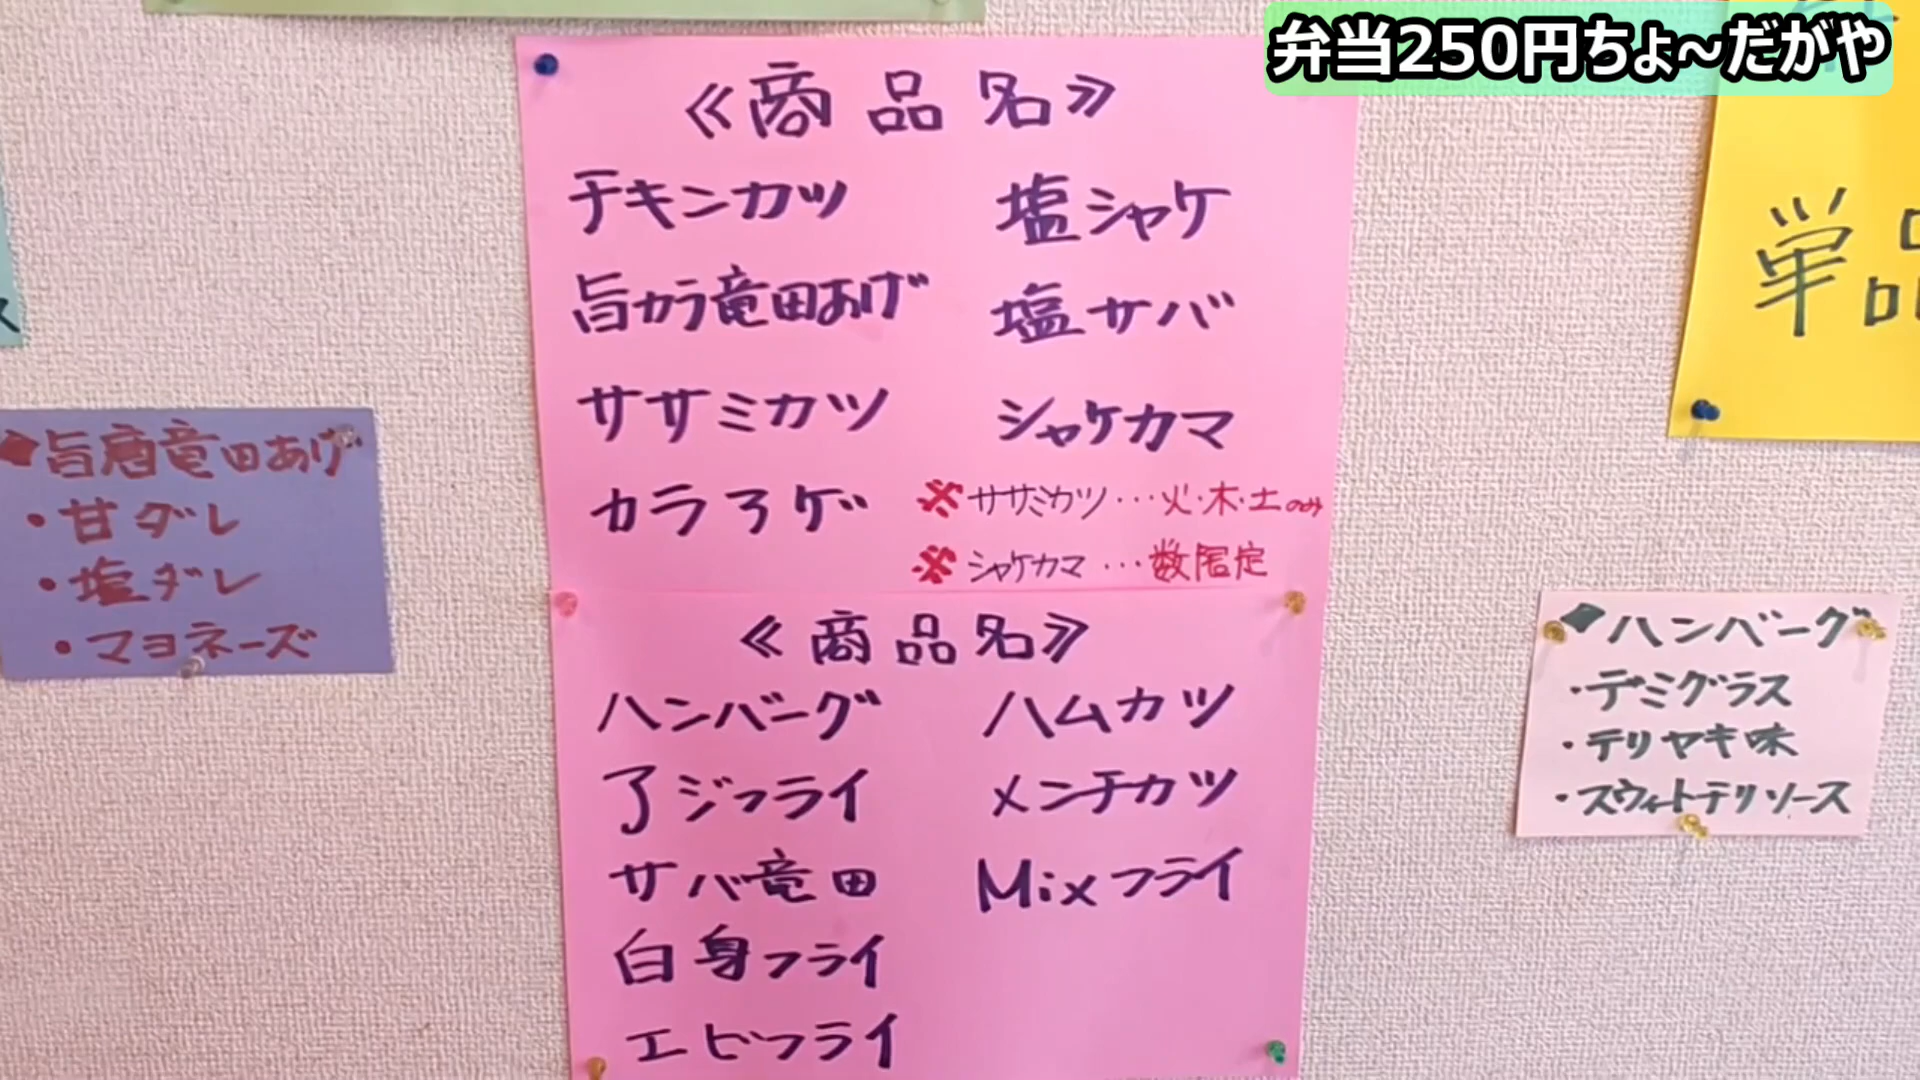 弁当250円ちょ～だがや
≪商品名≫
チキンカツ 塩シャケ
旨カラ竜田あげ 塩サバ
ササミカツ シャケカマ
カラアゲ
※ササミカツ…火・木・土のみ
※シャケカマ…数限定
≪商品名≫
ハンバーグ ハムカツ
アジフライ メンチカツ
サバ竜田 Mixフライ
白身フライ
エビフライ
◆旨唐竜田あげ
・甘ダレ
・塩ダレ
・マヨネーズ
単品
◆ハンバーグ
・デミグラス
・テリヤキ味
・スウィートテリソース
ス